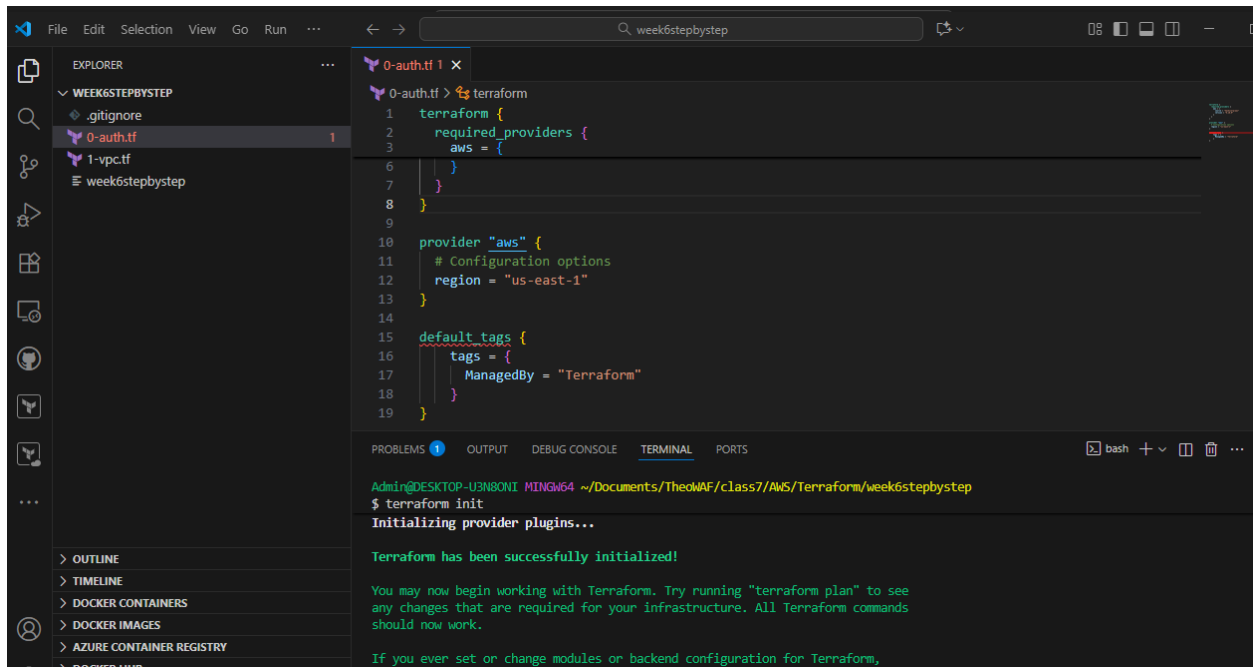 File Edit Selection View Go Run ··· ← → week6stepbystep
EXPLORER ···
WEEK6STEPBYSTEP
.gitignore
0-auth.tf 1
1-vpc.tf
week6stepbystep
OUTLINE
TIMELINE
DOCKER CONTAINERS
DOCKER IMAGES
AZURE CONTAINER REGISTRY
DOCKER HUB
0-auth.tf 1 ×
0-auth.tf > terraform
1 terraform {
2 required_providers {
3 aws = {
6 }
7 }
8 }
9
10 provider "aws" {
11 # Configuration options
12 region = "us-east-1"
13 }
14
15 default_tags {
16 tags = {
17 ManagedBy = "Terraform"
18 }
19 }
PROBLEMS 1 OUTPUT DEBUG CONSOLE TERMINAL PORTS bash
Admin@DESKTOP-U3N8ONI MINGW64 ~/Documents/TheoWAF/class7/AWS/Terraform/week6stepbystep
$ terraform init
Initializing provider plugins...
Terraform has been successfully initialized!
You may now begin working with Terraform. Try running "terraform plan" to see
any changes that are required for your infrastructure. All Terraform commands
should now work.
If you ever set or change modules or backend configuration for Terraform,